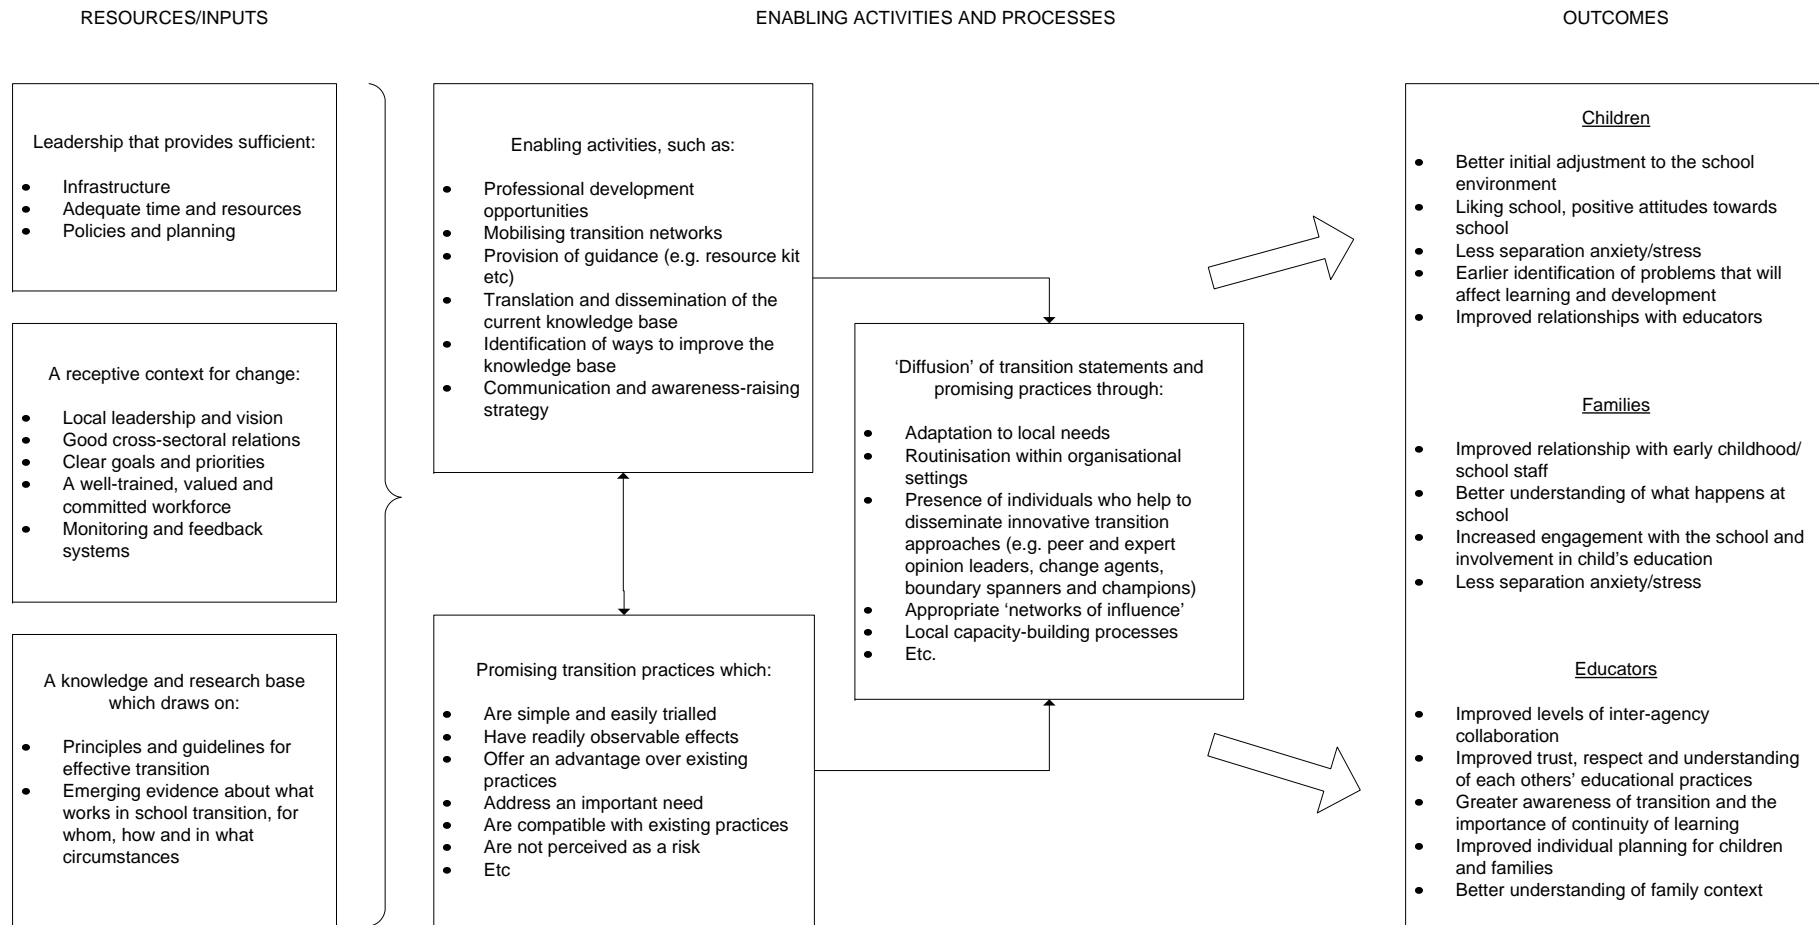 RESOURCES/INPUTS
ENABLING ACTIVITIES AND PROCESSES
OUTCOMES
Leadership that provides sufficient:
• Infrastructure
• Adequate time and resources
• Policies and planning
A receptive context for change:
• Local leadership and vision
• Good cross-sectoral relations
• Clear goals and priorities
• A well-trained, valued and
committed workforce
• Monitoring and feedback
systems
A knowledge and research base
which draws on:
• Principles and guidelines for
effective transition
• Emerging evidence about what
works in school transition, for
whom, how and in what
circumstances
Enabling activities, such as:
• Professional development
opportunities
• Mobilising transition networks
• Provision of guidance (e.g. resource kit
etc)
• Translation and dissemination of the
current knowledge base
• Identification of ways to improve the
knowledge base
• Communication and awareness-raising
strategy
Promising transition practices which:
• Are simple and easily trialled
• Have readily observable effects
• Offer an advantage over existing
practices
• Address an important need
• Are compatible with existing practices
• Are not perceived as a risk
• Etc
‘Diffusion’ of transition statements and
promising practices through:
• Adaptation to local needs
• Routinisation within organisational
settings
• Presence of individuals who help to
disseminate innovative transition
approaches (e.g. peer and expert
opinion leaders, change agents,
boundary spanners and champions)
• Appropriate ‘networks of influence’
• Local capacity-building processes
• Etc.
Children
• Better initial adjustment to the school
environment
• Liking school, positive attitudes towards
school
• Less separation anxiety/stress
• Earlier identification of problems that will
affect learning and development
• Improved relationships with educators
Families
• Improved relationship with early childhood/
school staff
• Better understanding of what happens at
school
• Increased engagement with the school and
involvement in child’s education
• Less separation anxiety/stress
Educators
• Improved levels of inter-agency
collaboration
• Improved trust, respect and understanding
of each others’ educational practices
• Greater awareness of transition and the
importance of continuity of learning
• Improved individual planning for children
and families
• Better understanding of family context